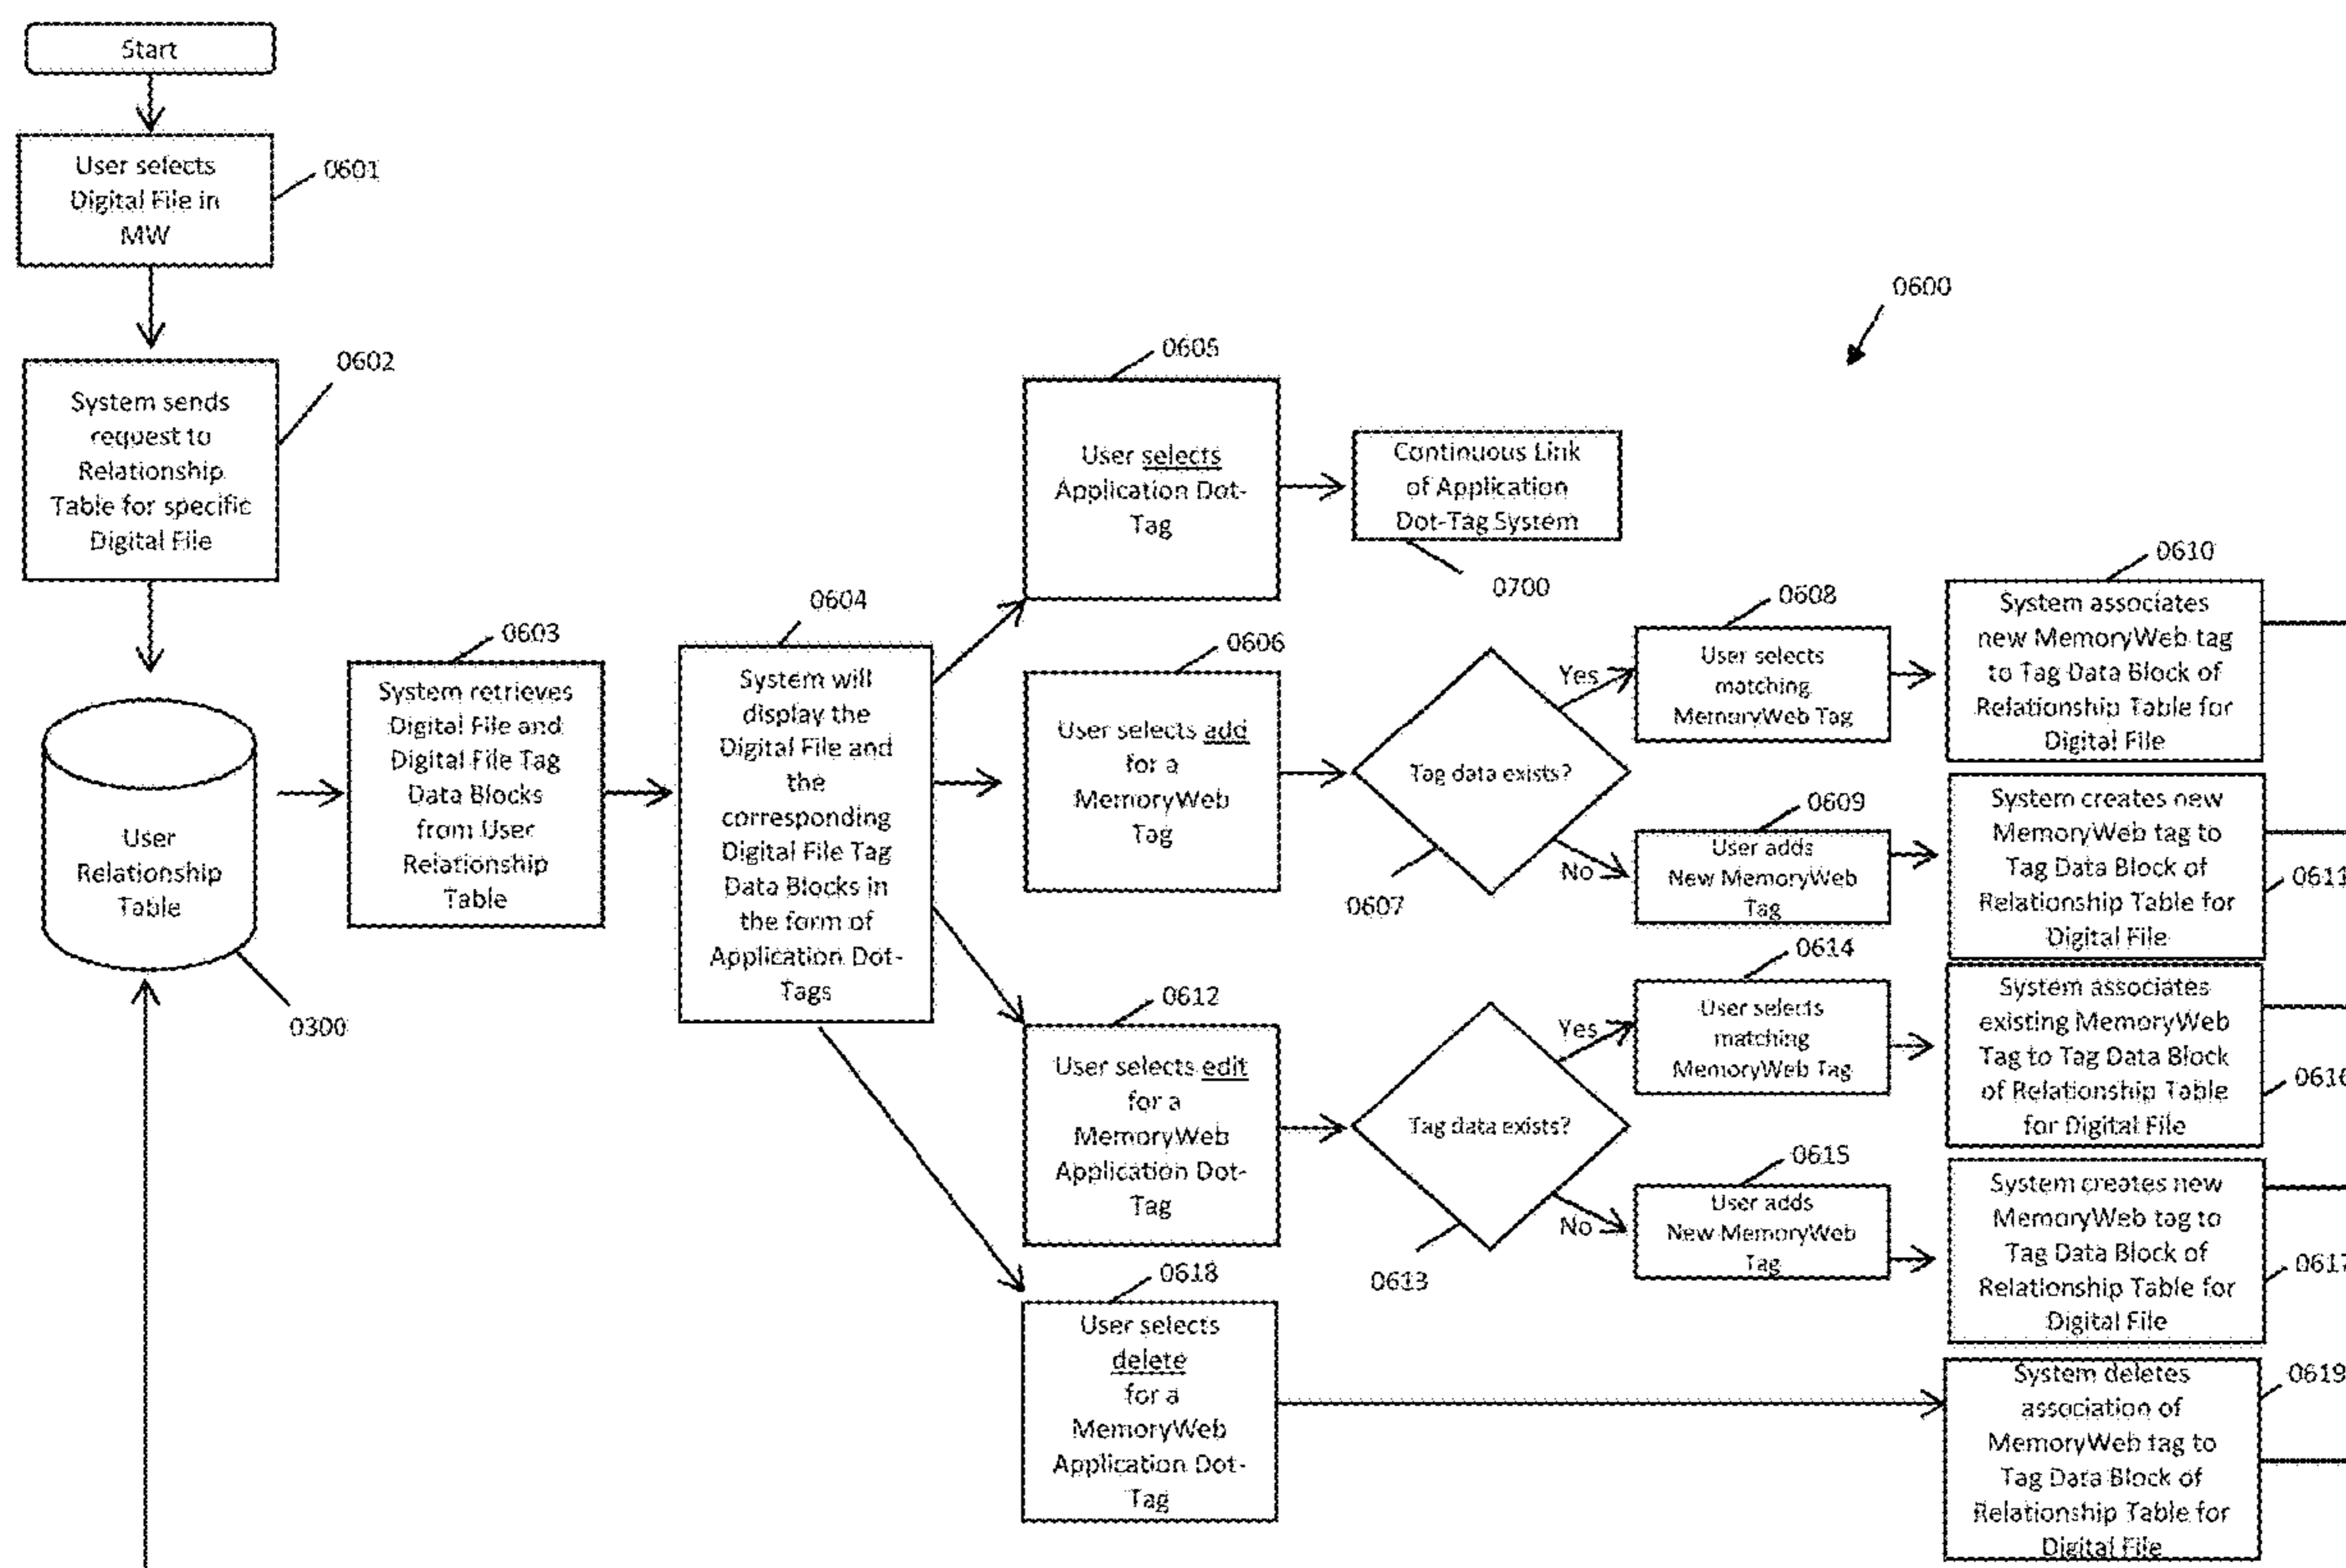 Start
User selects
Digital File in
MW
0601
System sends
request to
Relationship
Table for specific
Digital File
0602
User
Relationship
Table
0300
System retrieves
Digital File and
Digital File Tag
Data Blocks
from User
Relationship
Table
0603
System will
display the
Digital File and
the
corresponding
Digital File Tag
Data Blocks in
the form of
Application Dot-
Tags
0604
0600
User selects
Application Dot-
Tag
0605
Continuous Link
of Application
Dot-Tag System
0700
User selects add
for a
MemoryWeb
Tag
0606
Tag data exists?
0607
Yes
User selects
matching
MemoryWeb Tag
0608
No
User adds
New MemoryWeb
Tag
0609
System associates
new MemoryWeb tag
to Tag Data Block of
Relationship Table for
Digital File
0610
System creates new
MemoryWeb tag to
Tag Data Block of
Relationship Table for
Digital File
0611
User selects edit
for a
MemoryWeb
Application Dot-
Tag
0612
Tag data exists?
0613
Yes
User selects
matching
MemoryWeb Tag
0614
No
User adds
New MemoryWeb
Tag
0615
System associates
existing MemoryWeb
Tag to Tag Data Block
of Relationship Table
for Digital File
0616
System creates new
MemoryWeb tag to
Tag Data Block of
Relationship Table for
Digital File
0617
User selects
delete
for a
MemoryWeb
Application Dot-
Tag
0618
System deletes
association of
MemoryWeb tag to
Tag Data Block of
Relationship Table for
Digital File
0619